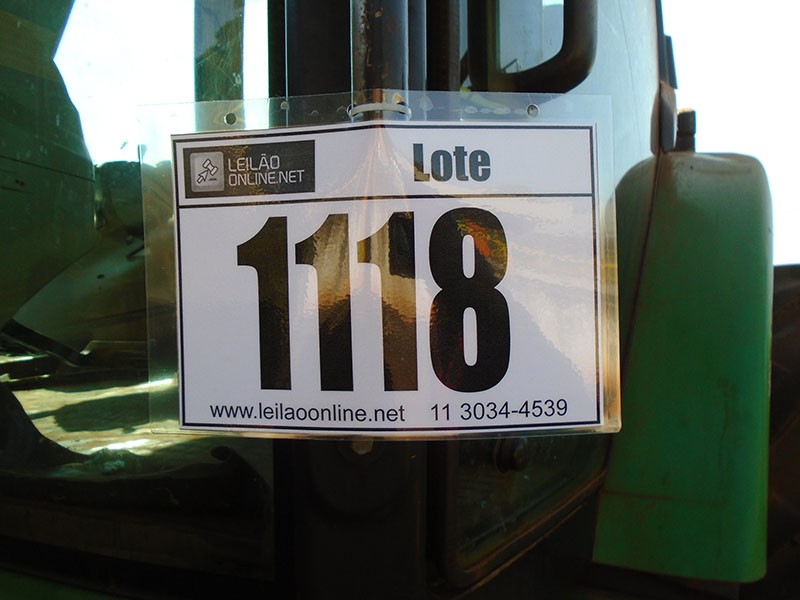 LEILÃO
ONLINE.NET
Lote
1118
www.leilaoonline.net 11 3034-4539